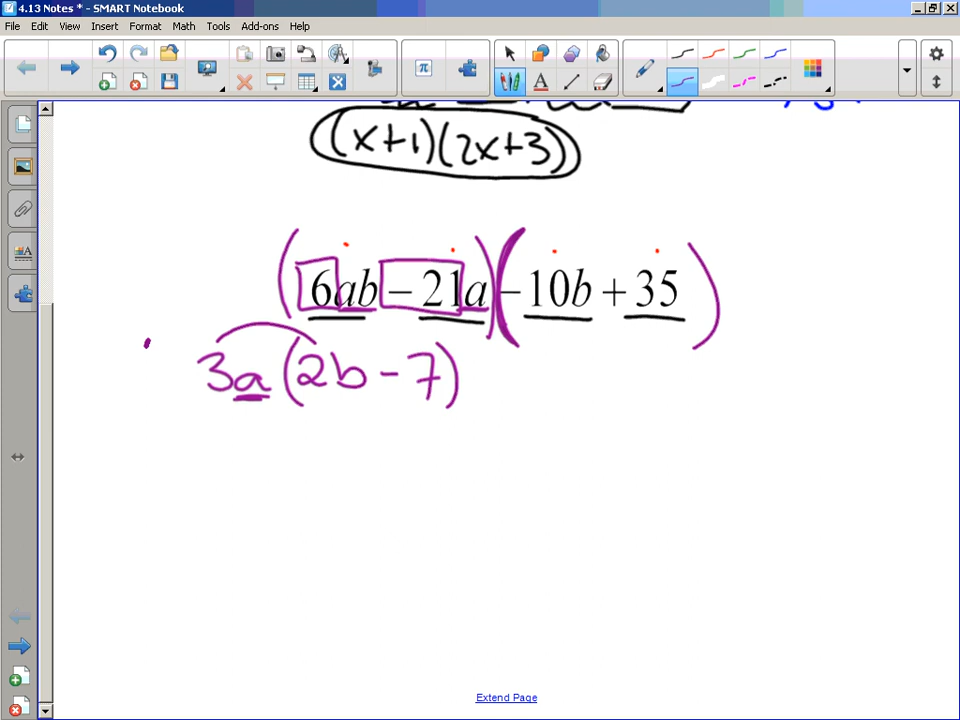 4.13 Notes * - SMART Notebook
File Edit View Insert Format Math Tools Add-ons Help
(x+1)(2x+3)
(6ab − 21a)(−10b + 35)
3a(2b−7)
Extend Page